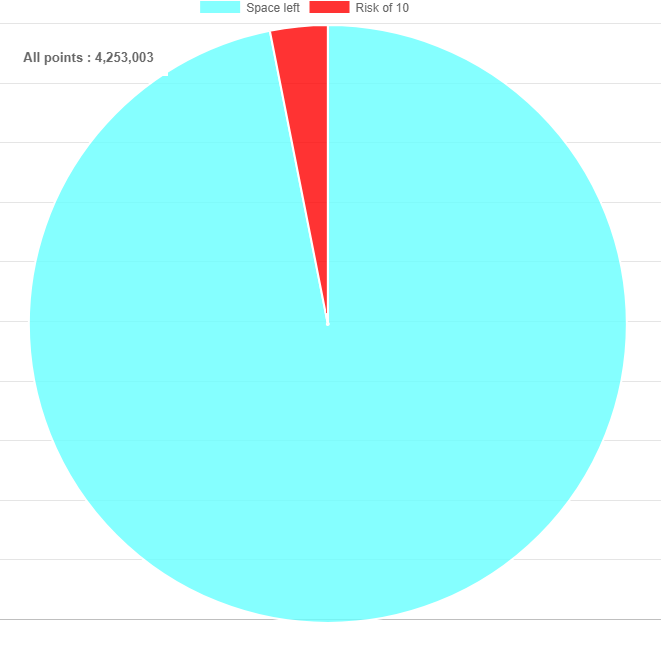 Space left Risk of 10
All points : 4,253,003